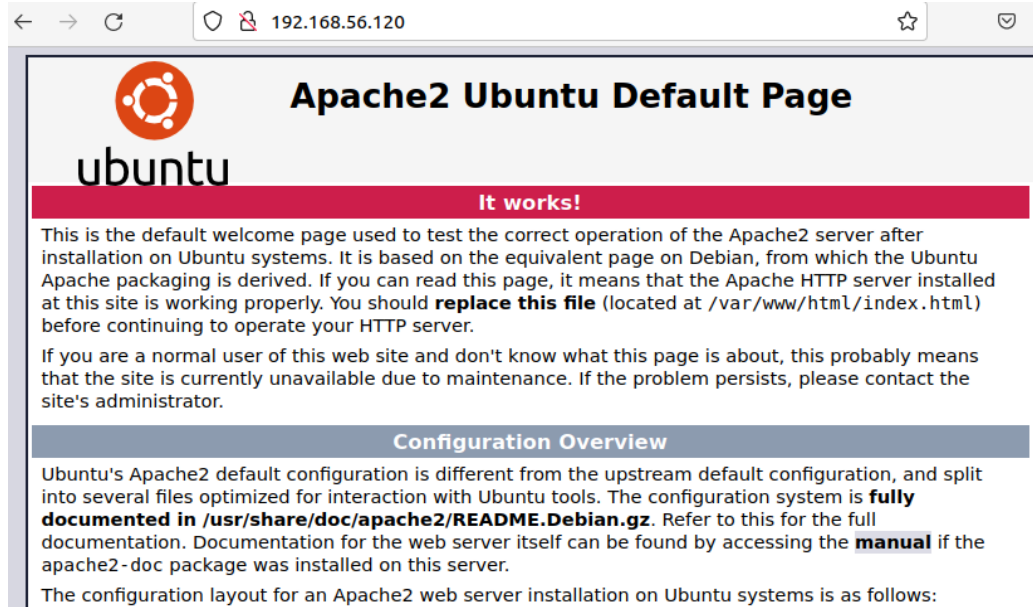 192.168.56.120
Apache2 Ubuntu Default Page
ubuntu
It works!
This is the default welcome page used to test the correct operation of the Apache2 server after
installation on Ubuntu systems. It is based on the equivalent page on Debian, from which the Ubuntu
Apache packaging is derived. If you can read this page, it means that the Apache HTTP server installed
at this site is working properly. You should replace this file (located at /var/www/html/index.html)
before continuing to operate your HTTP server.
If you are a normal user of this web site and don't know what this page is about, this probably means
that the site is currently unavailable due to maintenance. If the problem persists, please contact the
site's administrator.
Configuration Overview
Ubuntu's Apache2 default configuration is different from the upstream default configuration, and split
into several files optimized for interaction with Ubuntu tools. The configuration system is fully
documented in /usr/share/doc/apache2/README.Debian.gz. Refer to this for the full
documentation. Documentation for the web server itself can be found by accessing the manual if the
apache2-doc package was installed on this server.
The configuration layout for an Apache2 web server installation on Ubuntu systems is as follows: